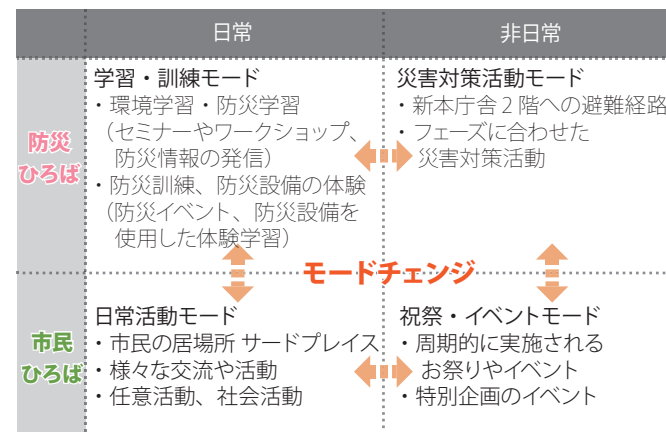 日常
非日常
防災
ひろば
学習・訓練モード
・環境学習・防災学習
（セミナーやワークショップ、
防災情報の発信）
・防災訓練、防災設備の体験
（防災イベント、防災設備を
使用した体験学習）
災害対策活動モード
・新本庁舎2階への避難経路
・フェーズに合わせた
災害対策活動
モードチェンジ
市民
ひろば
日常活動モード
・市民の居場所 サードプレイス
・様々な交流や活動
・任意活動、社会活動
祝祭・イベントモード
・周期的に実施される
お祭りやイベント
・特別企画のイベント